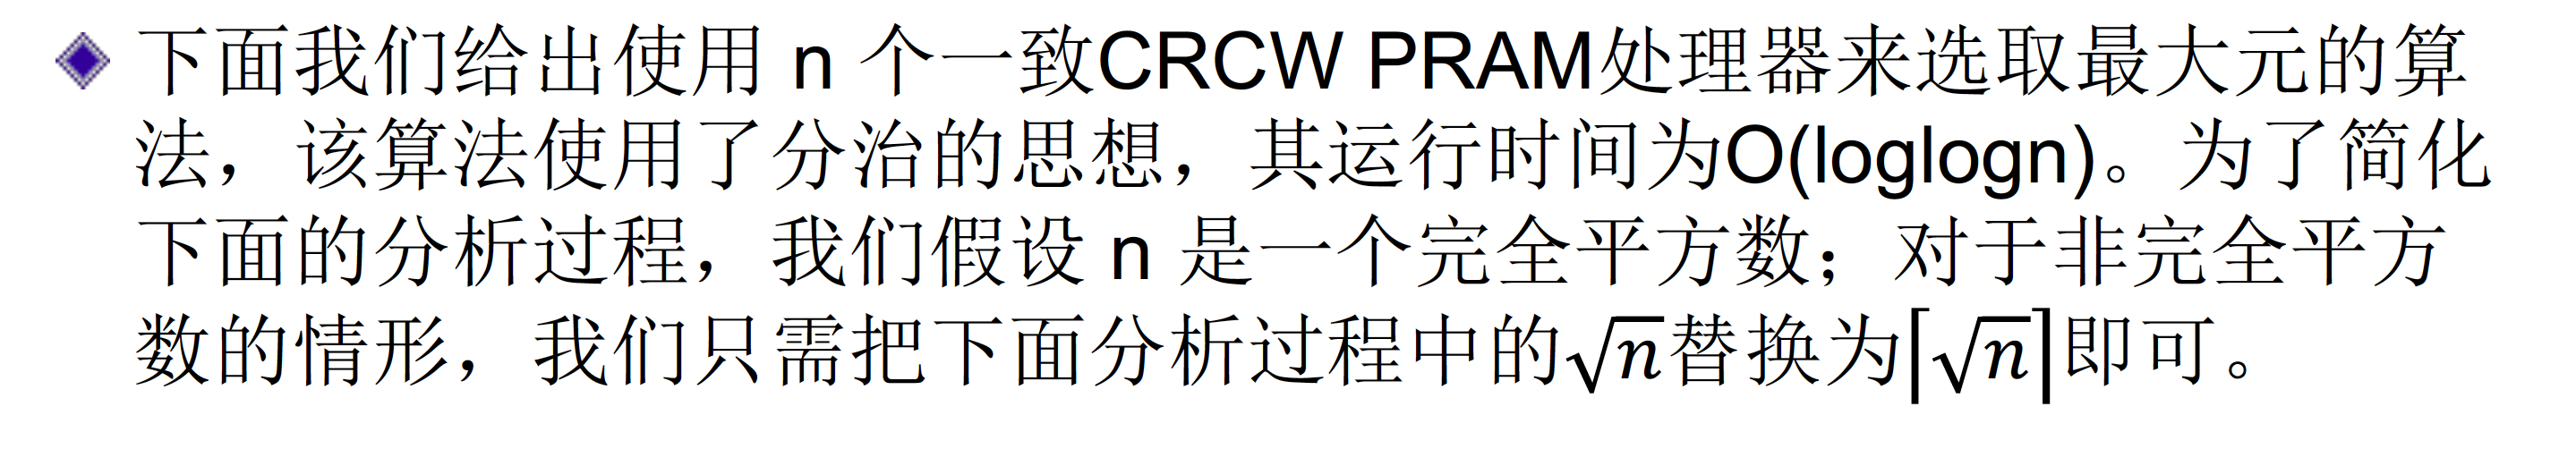 下面我们给出使用 n 个一致CRCW PRAM处理器来选取最大元的算
法，该算法使用了分治的思想，其运行时间为O(loglogn)。为了简化
下面的分析过程，我们假设 n 是一个完全平方数；对于非完全平方
数的情形，我们只需把下面分析过程中的√n替换为⌈√n⌉即可。